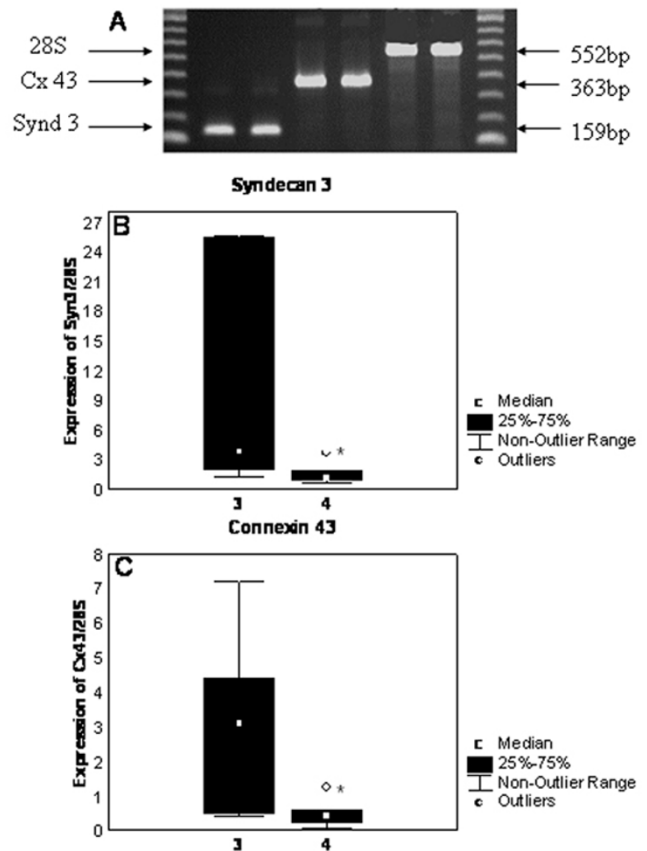 A
28S
Cx 43
Synd 3
552bp
363bp
159bp
Syndecan 3
B
Expression of Syn3/28S
27
24
21
18
15
12
9
6
3
0
*
3 4
Median
25%-75%
Non-Outlier Range
Outliers
Connexin 43
C
Expression of Cx43/28S
8
7
6
5
4
3
2
1
0
*
3 4
Median
25%-75%
Non-Outlier Range
Outliers